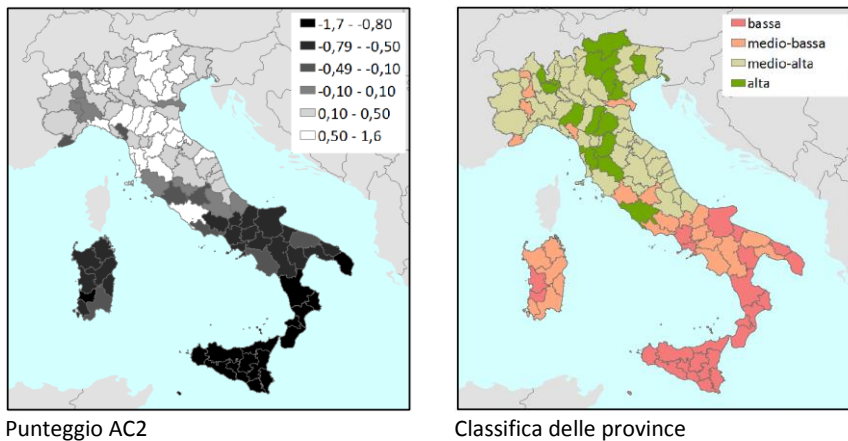 -1,7 - -0,80
-0,79 - -0,50
-0,49 - -0,10
-0,10 - 0,10
0,10 - 0,50
0,50 - 1,6
bassa
medio-bassa
medio-alta
alta
Punteggio AC2
Classifica delle province